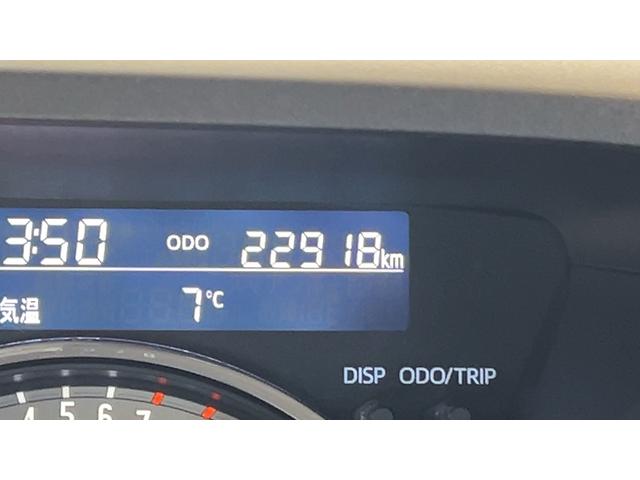 3:50 ODO 22918km
気温 7℃
DISP ODO/TRIP
4 5 6 7